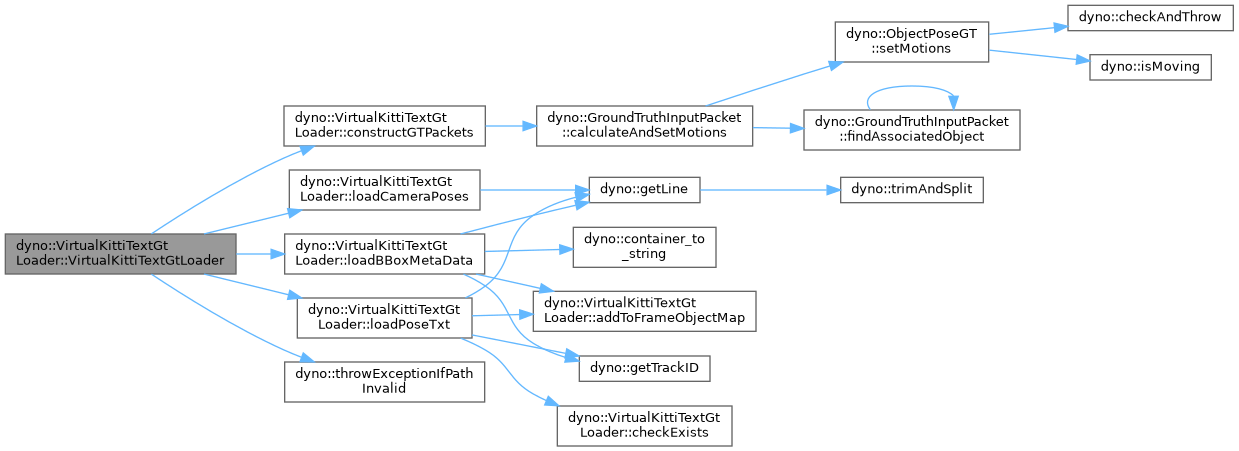 dyno::VirtualKittiTextGt
Loader::VirtualKittiTextGtLoader
dyno::VirtualKittiTextGt
Loader::constructGTPackets
dyno::GroundTruthInputPacket
::calculateAndSetMotions
dyno::ObjectPoseGT
::setMotions
dyno::checkAndThrow
dyno::isMoving
dyno::GroundTruthInputPacket
::findAssociatedObject
dyno::VirtualKittiTextGt
Loader::loadCameraPoses
dyno::getLine
dyno::trimAndSplit
dyno::VirtualKittiTextGt
Loader::loadBBoxMetaData
dyno::container_to
_string
dyno::VirtualKittiTextGt
Loader::addToFrameObjectMap
dyno::VirtualKittiTextGt
Loader::loadPoseTxt
dyno::getTrackID
dyno::throwExceptionIfPath
Invalid
dyno::VirtualKittiTextGt
Loader::checkExists